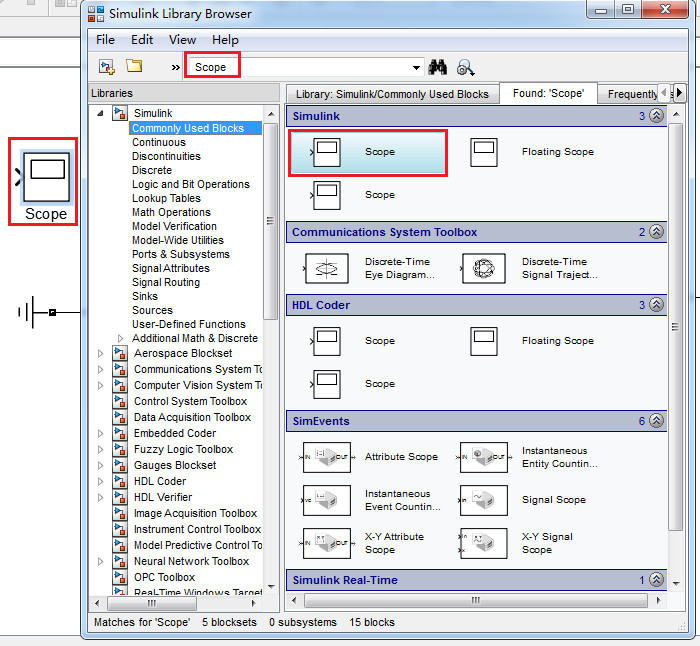 Simulink Library Browser
File Edit View Help
» Scope
Libraries
Library: Simulink/Commonly Used Blocks
Found: 'Scope'
Frequently
Simulink
Commonly Used Blocks
Continuous
Discontinuities
Discrete
Logic and Bit Operations
Lookup Tables
Math Operations
Model Verification
Model-Wide Utilities
Ports & Subsystems
Signal Attributes
Signal Routing
Sinks
Sources
User-Defined Functions
Additional Math & Discrete
Aerospace Blockset
Communications System To
Computer Vision System To
Control System Toolbox
Data Acquisition Toolbox
Embedded Coder
Fuzzy Logic Toolbox
Gauges Blockset
HDL Coder
HDL Verifier
Image Acquisition Toolbox
Instrument Control Toolbox
Model Predictive Control To
Neural Network Toolbox
OPC Toolbox
Real-Time Windows Target
Scope
Simulink 3
Scope
Floating Scope
Scope
Communications System Toolbox 2
Discrete-Time
Eye Diagram...
Discrete-Time
Signal Traject...
HDL Coder 3
Scope
Floating Scope
Scope
SimEvents 6
IN OUT
Attribute Scope
IN OUT
Instantaneous
Entity Countin...
Instantaneous
Event Countin...
Signal Scope
IN OUT
X-Y Attribute
Scope
X-Y Signal
Scope
Simulink Real-Time 1
Matches for 'Scope' 5 blocksets 0 subsystems 15 blocks